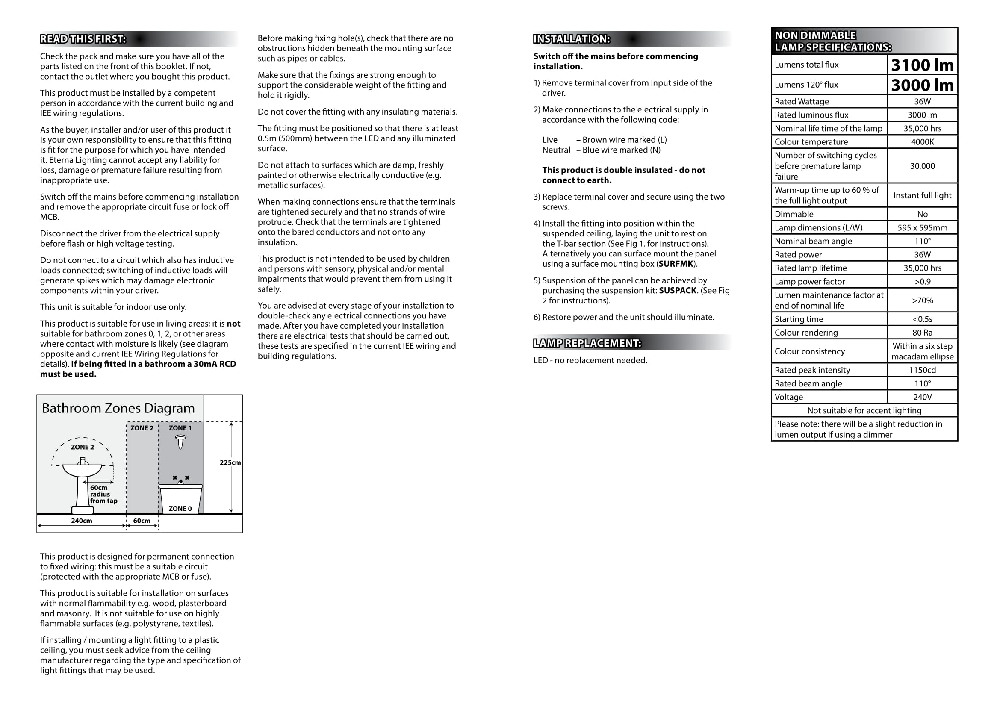 READ THIS FIRST:
Check the pack and make sure you have all of the
parts listed on the front of this booklet. If not,
contact the outlet where you bought this product.
This product must be installed by a competent
person in accordance with the current building and
IEE wiring regulations.
As the buyer, installer and/or user of this product it
is your own responsibility to ensure that this fitting
is fit for the purpose for which you have intended
it. Eterna Lighting cannot accept any liability for
loss, damage or premature failure resulting from
inappropriate use.
Switch off the mains before commencing installation
and remove the appropriate circuit fuse or lock off
MCB.
Disconnect the driver from the electrical supply
before flash or high voltage testing.
Do not connect to a circuit which also has inductive
loads connected; switching of inductive loads will
generate spikes which may damage electronic
components within your driver.
This unit is suitable for indoor use only.
This product is suitable for use in living areas; it is not
suitable for bathroom zones 0, 1, 2, or other areas
where contact with moisture is likely (see diagram
opposite and current IEE Wiring Regulations for
details). If being fitted in a bathroom a 30mA RCD
must be used.
Bathroom Zones Diagram
ZONE 2 ZONE 1
ZONE 2
225cm
60cm
radius
from tap
ZONE 0
240cm 60cm
This product is designed for permanent connection
to fixed wiring: this must be a suitable circuit
(protected with the appropriate MCB or fuse).
This product is suitable for installation on surfaces
with normal flammability e.g. wood, plasterboard
and masonry.  It is not suitable for use on highly
flammable surfaces (e.g. polystyrene, textiles).
If installing / mounting a light fitting to a plastic
ceiling, you must seek advice from the ceiling
manufacturer regarding the type and specification of
light fittings that may be used.
Before making fixing hole(s), check that there are no
obstructions hidden beneath the mounting surface
such as pipes or cables.
Make sure that the fixings are strong enough to
support the considerable weight of the fitting and
hold it rigidly.
Do not cover the fitting with any insulating materials.
The fitting must be positioned so that there is at least
0.5m (500mm) between the LED and any illuminated
surface.
Do not attach to surfaces which are damp, freshly
painted or otherwise electrically conductive (e.g.
metallic surfaces).
When making connections ensure that the terminals
are tightened securely and that no strands of wire
protrude. Check that the terminals are tightened
onto the bared conductors and not onto any
insulation.
This product is not intended to be used by children
and persons with sensory, physical and/or mental
impairments that would prevent them from using it
safely.
You are advised at every stage of your installation to
double-check any electrical connections you have
made. After you have completed your installation
there are electrical tests that should be carried out,
these tests are specified in the current IEE wiring and
building regulations.
INSTALLATION:
Switch off the mains before commencing
installation.
1) Remove terminal cover from input side of the
driver.
2) Make connections to the electrical supply in
accordance with the following code:
Live – Brown wire marked (L)
Neutral – Blue wire marked (N)
This product is double insulated - do not
connect to earth.
3) Replace terminal cover and secure using the two
screws.
4) Install the fitting into position within the
suspended ceiling, laying the unit to rest on
the T-bar section (See Fig 1. for instructions).
Alternatively you can surface mount the panel
using a surface mounting box (SURFMK).
5) Suspension of the panel can be achieved by
purchasing the suspension kit: SUSPACK. (See Fig
2 for instructions).
6) Restore power and the unit should illuminate.
LAMP REPLACEMENT:
LED - no replacement needed.
NON DIMMABLE
LAMP SPECIFICATIONS:
Lumens total flux 3100 lm
Lumens 120° flux 3000 lm
Rated Wattage 36W
Rated luminous flux 3000 lm
Nominal life time of the lamp 35,000 hrs
Colour temperature 4000K
Number of switching cycles
before premature lamp 30,000
failure
Warm-up time up to 60 % of
the full light output Instant full light
Dimmable No
Lamp dimensions (L/W) 595 x 595mm
Nominal beam angle 110°
Rated power 36W
Rated lamp lifetime 35,000 hrs
Lamp power factor >0.9
Lumen maintenance factor at
end of nominal life >70%
Starting time <0.5s
Colour rendering 80 Ra
Colour consistency Within a six step
macadam ellipse
Rated peak intensity 1150cd
Rated beam angle 110°
Voltage 240V
Not suitable for accent lighting
Please note: there will be a slight reduction in
lumen output if using a dimmer